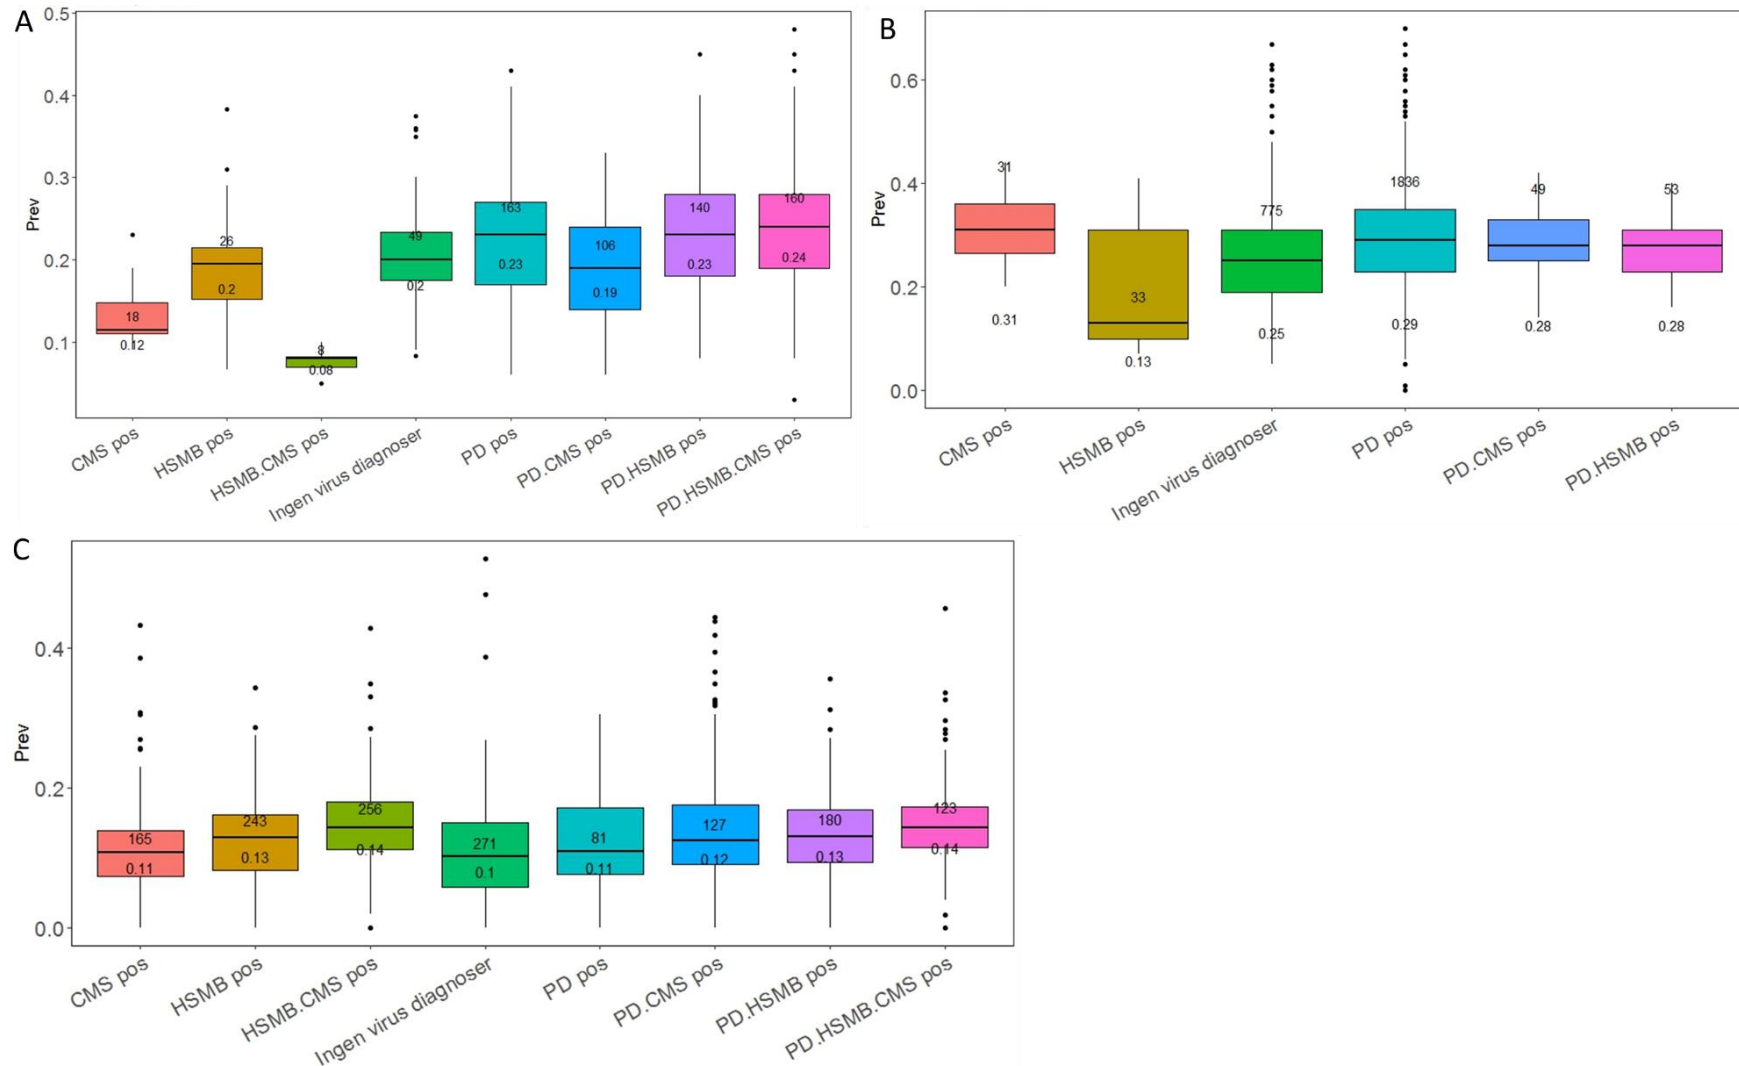 A
0.5
0.4
0.3
0.2
0.1
Prev
18
0.12
26
0.2
8
0.08
49
0.2
163
0.23
106
0.19
140
0.23
160
0.24
CMS pos
HSMB pos
HSMB.CMS pos
Ingen virus diagnoser
PD pos
PD.CMS pos
PD.HSMB pos
PD.HSMB.CMS pos
B
0.6
0.4
0.2
0.0
Prev
31
0.31
33
0.13
775
0.25
1836
0.29
49
0.28
53
0.28
CMS pos
HSMB pos
Ingen virus diagnoser
PD pos
PD.CMS pos
PD.HSMB pos
C
0.4
0.2
0.0
Prev
165
0.11
243
0.13
256
0.14
271
0.1
81
0.11
127
0.12
180
0.13
123
0.14
CMS pos
HSMB pos
HSMB.CMS pos
Ingen virus diagnoser
PD pos
PD.CMS pos
PD.HSMB pos
PD.HSMB.CMS pos